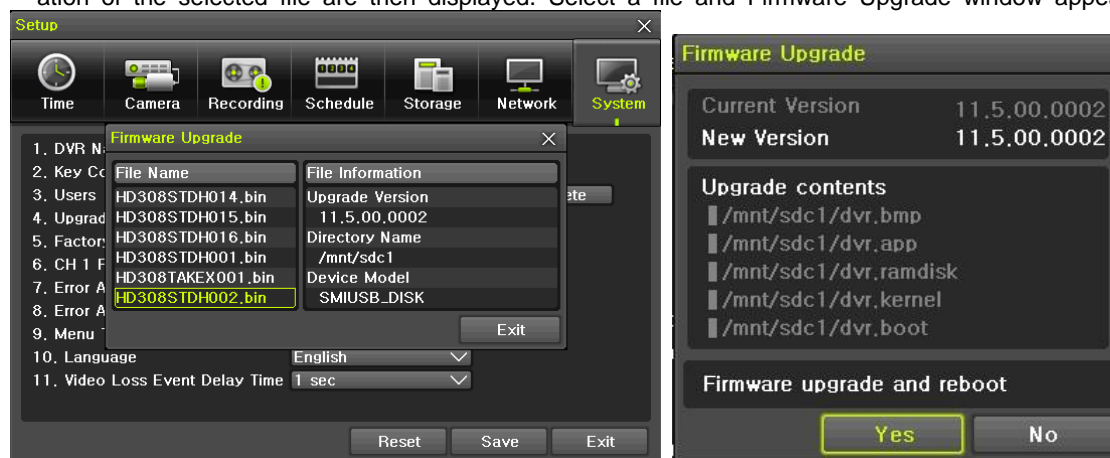 ation of the selected file are then displayed. Select a file and Firmware Upgrade window appe
Setup
Time Camera Recording Schedule Storage Network System
1. DVR N
2. Key Co
3. Users
4. Upgrad
5. Factor
6. CH 1 F
7. Error A
8. Error A
9. Menu
10. Language English
11. Video Loss Event Delay Time 1 sec
ete
Firmware Upgrade
File Name
HD308STDH014.bin
HD308STDH015.bin
HD308STDH016.bin
HD308STDH001.bin
HD308TAKEX001.bin
HD308STDH002.bin
File Information
Upgrade Version
11.5.00.0002
Directory Name
/mnt/sdc1
Device Model
SMIUSB_DISK
Exit
Reset Save Exit
Firmware Upgrade
Current Version 11.5.00.0002
New Version 11.5.00.0002
Upgrade contents
/mnt/sdc1/dvr.bmp
/mnt/sdc1/dvr.app
/mnt/sdc1/dvr.ramdisk
/mnt/sdc1/dvr.kernel
/mnt/sdc1/dvr.boot
Firmware upgrade and reboot
Yes No